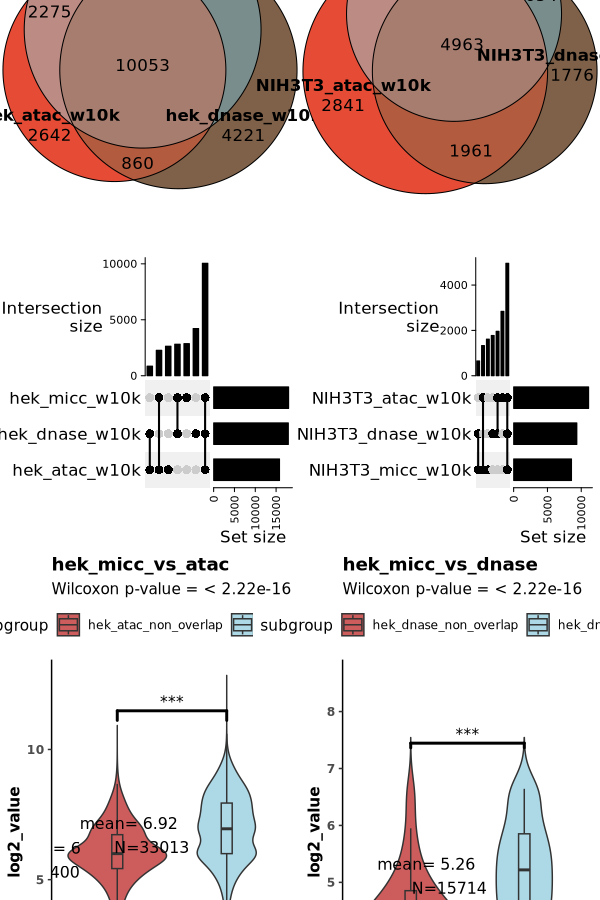 2275
10053
ek_atac_w10k
2642
hek_dnase_w10
4221
860
4963
NIH3T3_dnase
1776
NIH3T3_atac_w10k
2841
1961
10000
5000
0
Intersection
size
hek_micc_w10k
hek_dnase_w10k
hek_atac_w10k
0
5000
10000
15000
Set size
4000
2000
0
Intersection
size
NIH3T3_atac_w10k
NIH3T3_dnase_w10k
NIH3T3_micc_w10k
0
5000
10000
Set size
hek_micc_vs_atac
Wilcoxon p-value = < 2.22e-16
bgroup hek_atac_non_overlap
10
5
log2_value
***
mean= 6.92
N=33013
= 6
400
hek_micc_vs_dnase
Wilcoxon p-value = < 2.22e-16
subgroup hek_dnase_non_overlap hek_dr
8
7
6
5
log2_value
***
mean= 5.26
N=15714